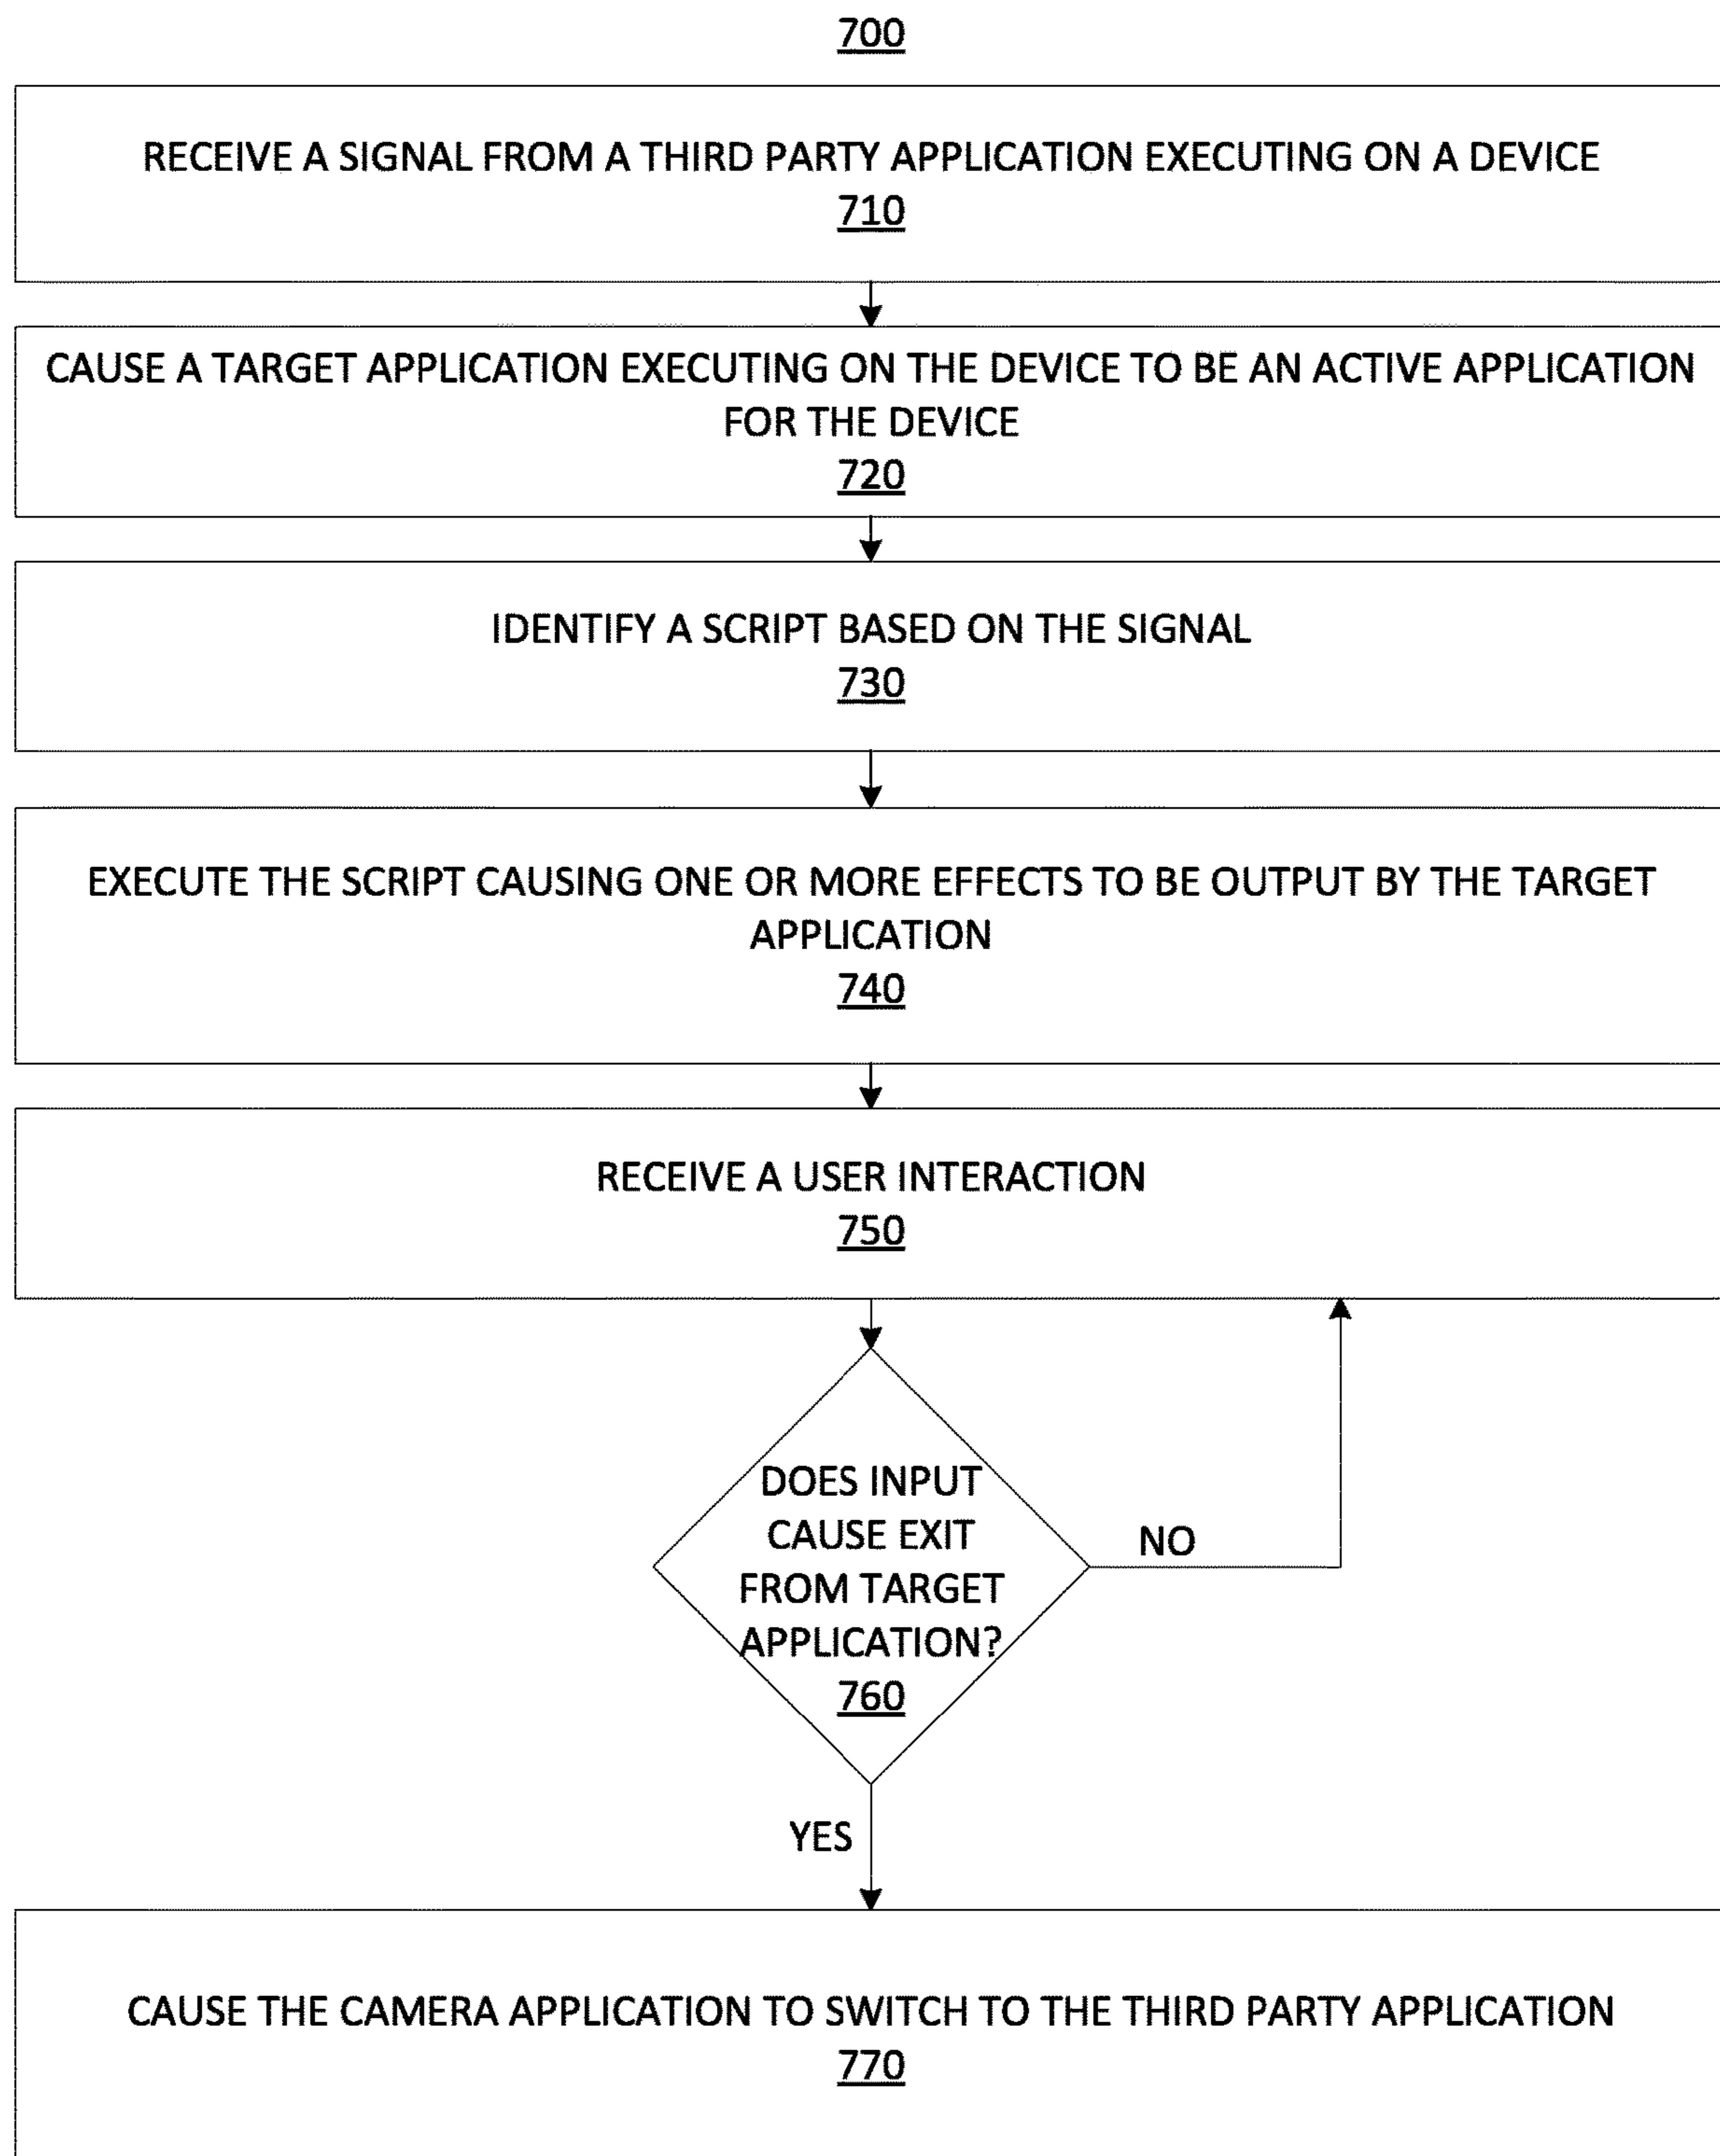 700
RECEIVE A SIGNAL FROM A THIRD PARTY APPLICATION EXECUTING ON A DEVICE
710
CAUSE A TARGET APPLICATION EXECUTING ON THE DEVICE TO BE AN ACTIVE APPLICATION
FOR THE DEVICE
720
IDENTIFY A SCRIPT BASED ON THE SIGNAL
730
EXECUTE THE SCRIPT CAUSING ONE OR MORE EFFECTS TO BE OUTPUT BY THE TARGET
APPLICATION
740
RECEIVE A USER INTERACTION
750
DOES INPUT
CAUSE EXIT
FROM TARGET
APPLICATION?
760
NO
YES
CAUSE THE CAMERA APPLICATION TO SWITCH TO THE THIRD PARTY APPLICATION
770